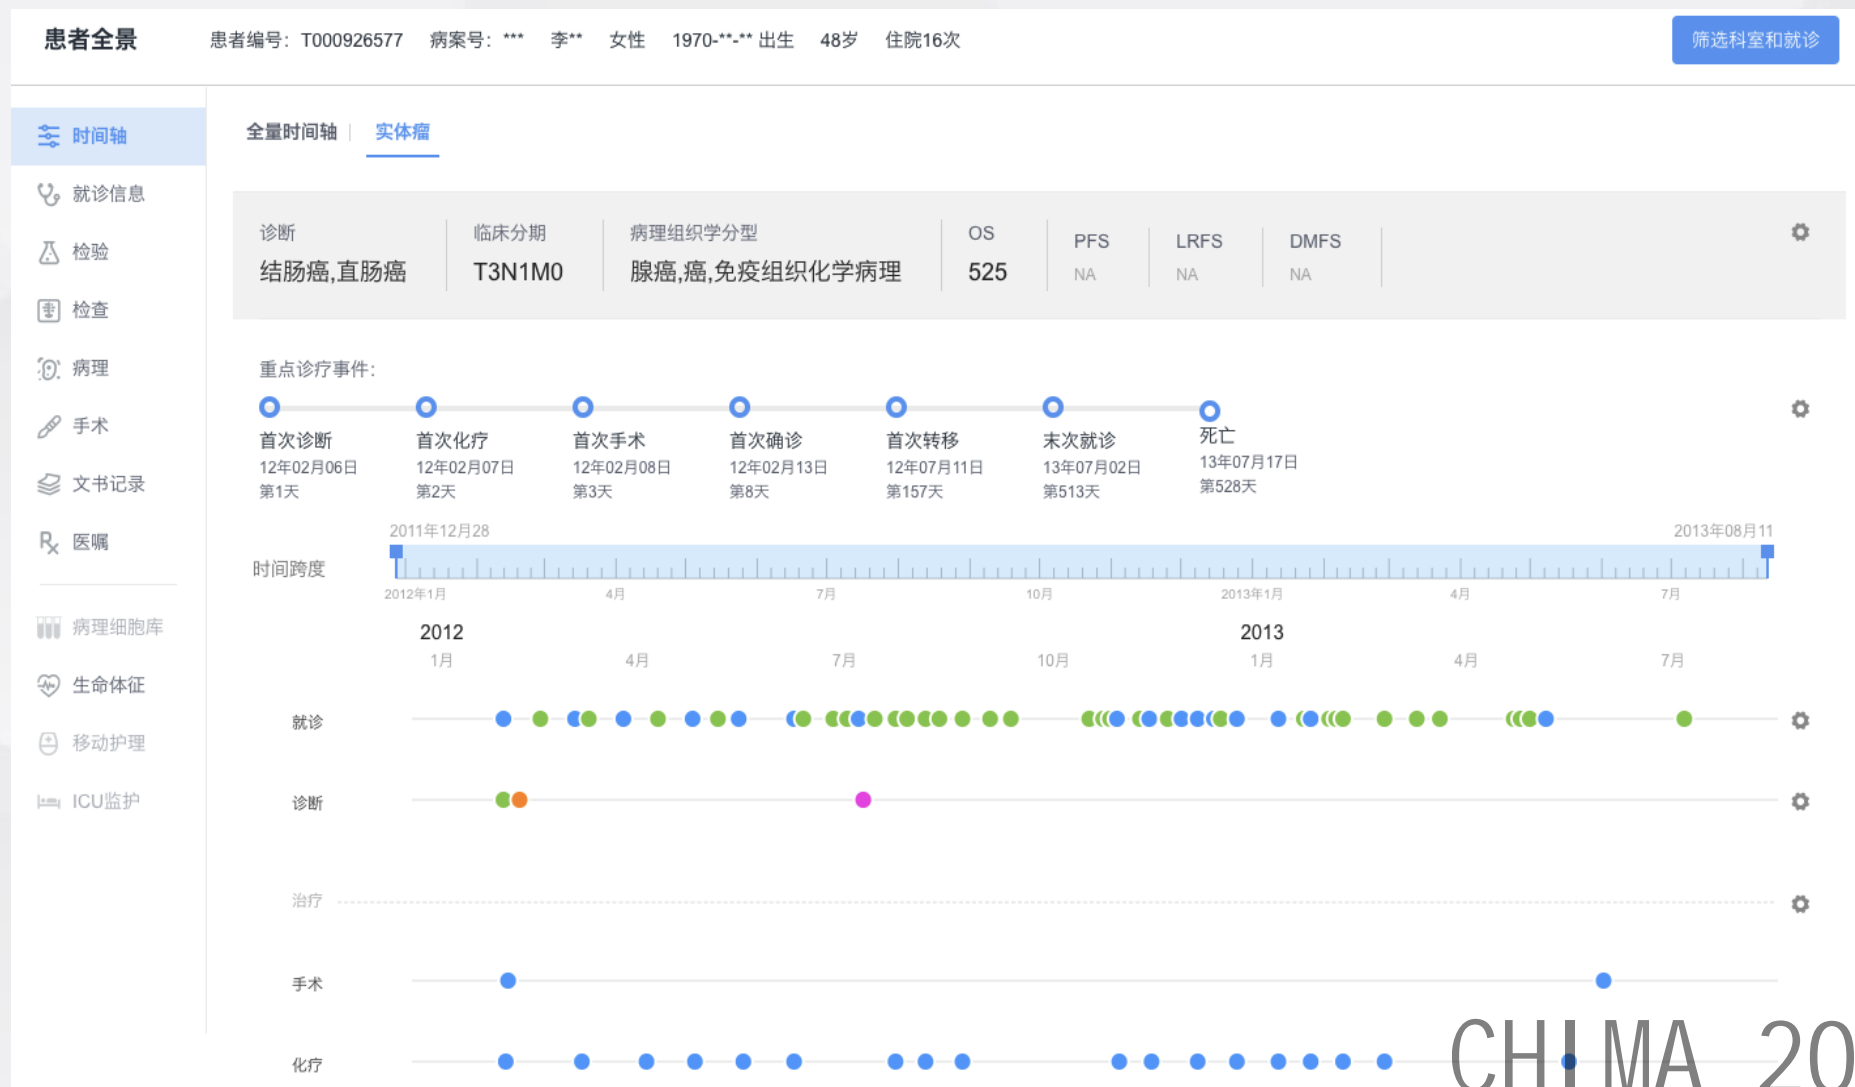 患者全景 患者编号：T000926577 病案号：*** 李** 女性 1970-**-** 出生 48岁 住院16次 筛选科室和就诊
时间轴
就诊信息
检验
检查
病理
手术
文书记录
医嘱
病理细胞库
生命体征
移动护理
ICU监护
全量时间轴 实体瘤
诊断 临床分期 病理组织学分型 OS PFS LRFS DMFS
结肠癌,直肠癌 T3N1M0 腺癌,癌,免疫组织化学病理 525 NA NA NA
重点诊疗事件：
首次诊断 首次化疗 首次手术 首次确诊 首次转移 末次就诊 死亡
12年02月06日 12年02月07日 12年02月08日 12年02月13日 12年07月11日 13年07月02日 13年07月17日
第1天 第2天 第3天 第8天 第157天 第513天 第528天
2011年12月28 2013年08月11
时间跨度
2012年1月 4月 7月 10月 2013年1月 4月 7月
2012 2013
1月 4月 7月 10月 1月 4月 7月
就诊
诊断
治疗
手术
化疗
CHIMA 20